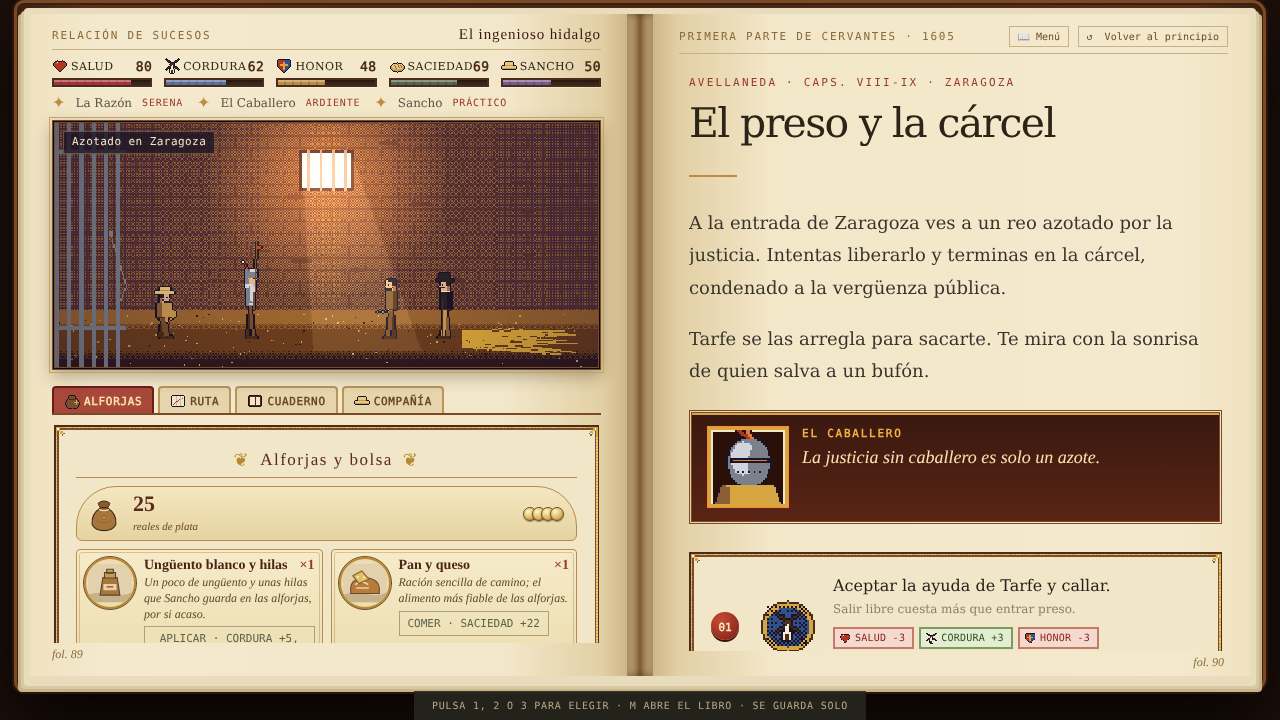 RELACIÓN DE SUCESOS
El ingenioso hidalgo
SALUD 80
CORDURA 62
HONOR 48
SACIEDAD 69
SANCHO 50
La Razón SERENA
El Caballero ARDIENTE
Sancho PRÁCTICO
Azotado en Zaragoza
ALFORJAS
RUTA
CUADERNO
COMPAÑÍA
Alforjas y bolsa
25
reales de plata
Ungüento blanco y hilas ×1
Un poco de ungüento y unas hilas
que Sancho guarda en las alforjas,
por si acaso.
APLICAR · CORDURA +5,
Pan y queso ×1
Ración sencilla de camino; el
alimento más fiable de las alforjas.
COMER · SACIEDAD +22
fol. 89
PRIMERA PARTE DE CERVANTES · 1605
Menú
↺ Volver al principio
AVELLANEDA · CAPS. VIII-IX · ZARAGOZA
El preso y la cárcel
A la entrada de Zaragoza ves a un reo azotado por la
justicia. Intentas liberarlo y terminas en la cárcel,
condenado a la vergüenza pública.
Tarfe se las arregla para sacarte. Te mira con la sonrisa
de quien salva a un bufón.
EL CABALLERO
La justicia sin caballero es solo un azote.
01
Aceptar la ayuda de Tarfe y callar.
Salir libre cuesta más que entrar preso.
SALUD -3
CORDURA +3
HONOR -3
fol. 90
PULSA 1, 2 O 3 PARA ELEGIR · M ABRE EL LIBRO · SE GUARDA SOLO